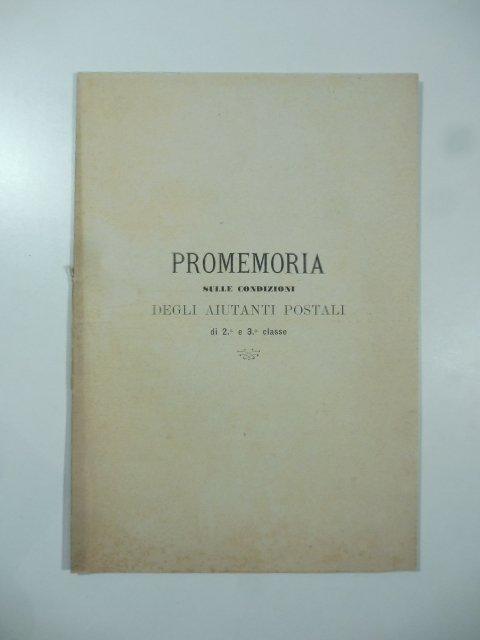 PROMEMORIA
SULLE CONDIZIONI
DEGLI AIUTANTI POSTALI
di 2.ª e 3.ª classe